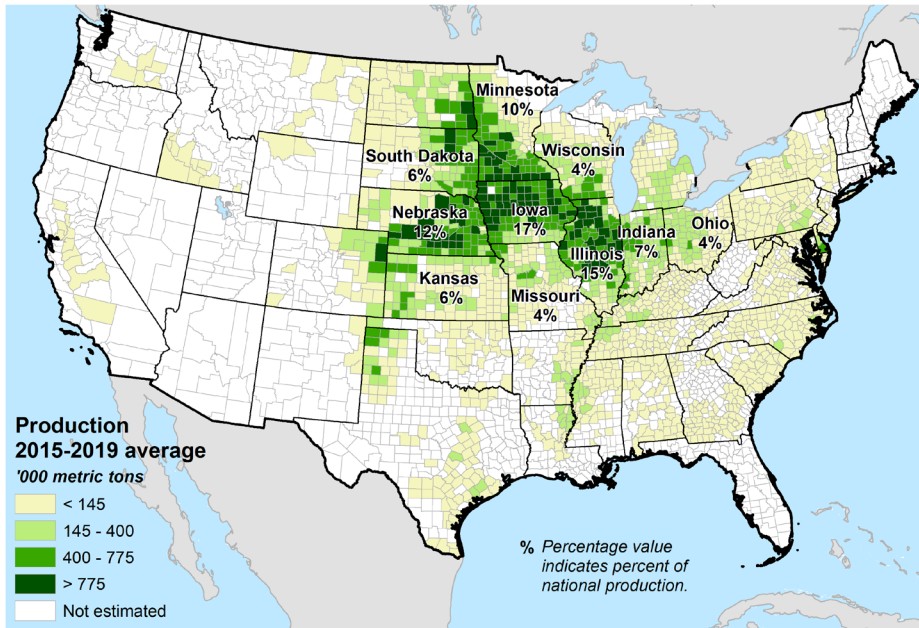 Minnesota
10%
South Dakota
6%
Wisconsin
4%
Nebraska
12%
Iowa
17%
Illinois
15%
Indiana
7%
Ohio
4%
Kansas
6%
Missouri
4%
Production
2015-2019 average
'000 metric tons
< 145
145 - 400
400 - 775
> 775
Not estimated
% Percentage value
indicates percent of
national production.